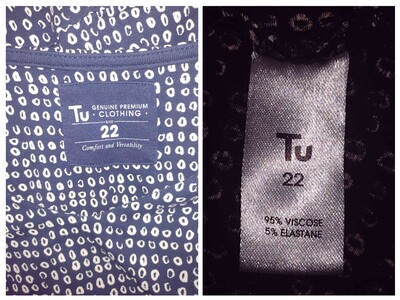 Tu
GENUINE PREMIUM
· CLOTHING ·
22
Comfort and Versatility
Tu
22
95% VISCOSE
5% ELASTANE